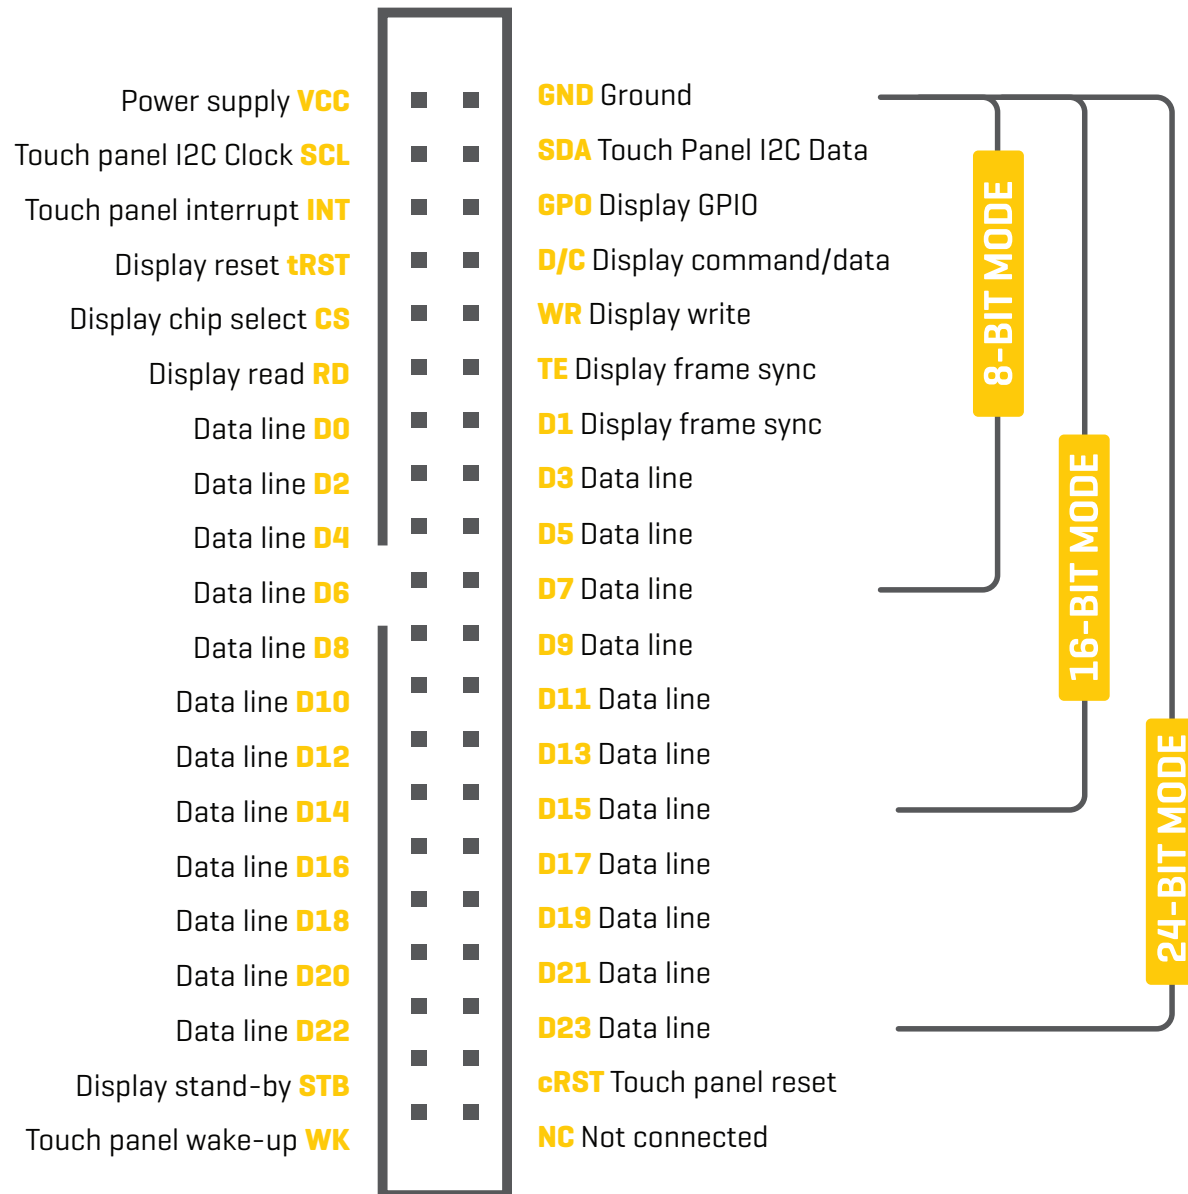 Power supply VCC
GND Ground
Touch panel I2C Clock SCL
SDA Touch Panel I2C Data
Touch panel interrupt INT
GPO Display GPIO
Display reset tRST
D/C Display command/data
Display chip select CS
WR Display write
Display read RD
TE Display frame sync
Data line D0
D1 Display frame sync
Data line D2
D3 Data line
Data line D4
D5 Data line
Data line D6
D7 Data line
Data line D8
D9 Data line
Data line D10
D11 Data line
Data line D12
D13 Data line
Data line D14
D15 Data line
Data line D16
D17 Data line
Data line D18
D19 Data line
Data line D20
D21 Data line
Data line D22
D23 Data line
Display stand-by STB
cRST Touch panel reset
Touch panel wake-up WK
NC Not connected
8-BIT MODE
16-BIT MODE
24-BIT MODE